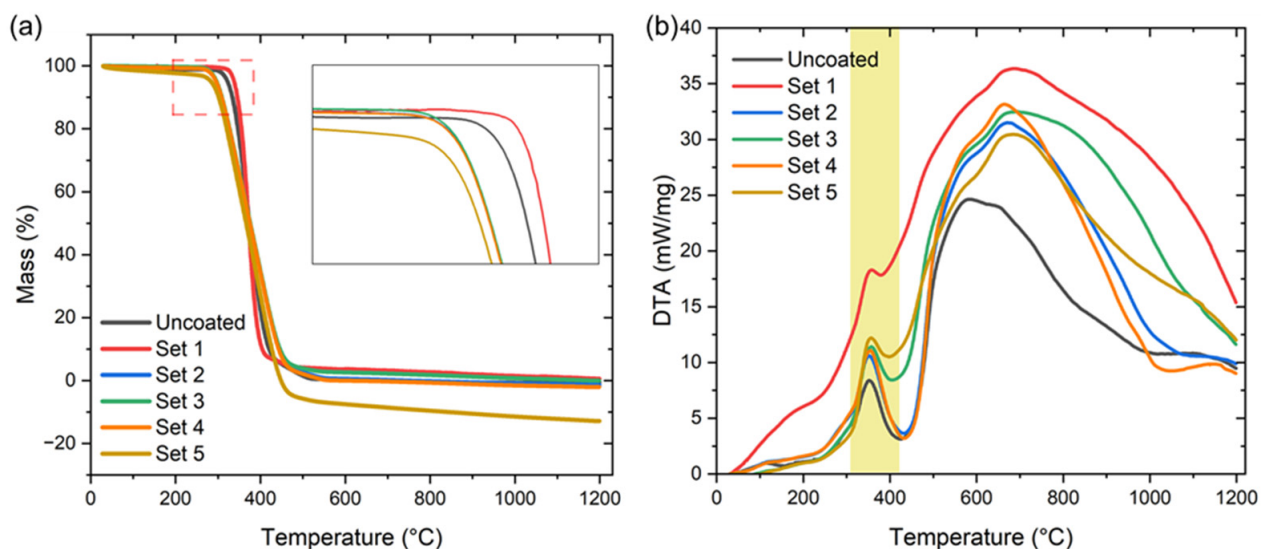 (a)
Mass (%)
100
80
60
40
20
0
−20
Uncoated
Set 1
Set 2
Set 3
Set 4
Set 5
0 200 400 600 800 1000 1200
Temperature (°C)
(b)
DTA (mW/mg)
40
35
30
25
20
15
10
5
0
Uncoated
Set 1
Set 2
Set 3
Set 4
Set 5
0 200 400 600 800 1000 1200
Temperature (°C)